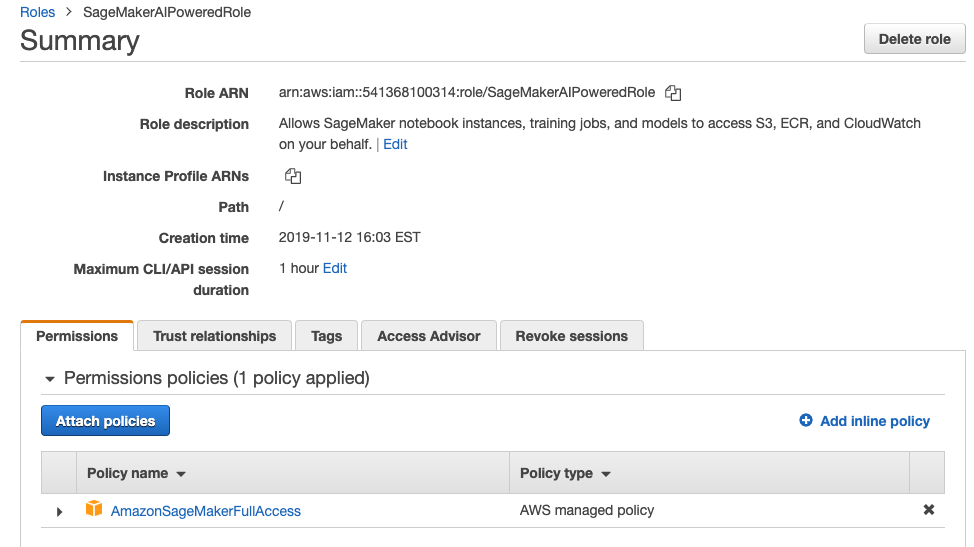 Roles > SageMakerAIPoweredRole
Summary
Delete role
Role ARN
arn:aws:iam::541368100314:role/SageMakerAIPoweredRole
Role description
Allows SageMaker notebook instances, training jobs, and models to access S3, ECR, and CloudWatch
on your behalf. | Edit
Instance Profile ARNs
Path
/
Creation time
2019-11-12 16:03 EST
Maximum CLI/API session
duration
1 hour Edit
Permissions
Trust relationships
Tags
Access Advisor
Revoke sessions
Permissions policies (1 policy applied)
Attach policies
Add inline policy
Policy name
Policy type
AmazonSageMakerFullAccess
AWS managed policy